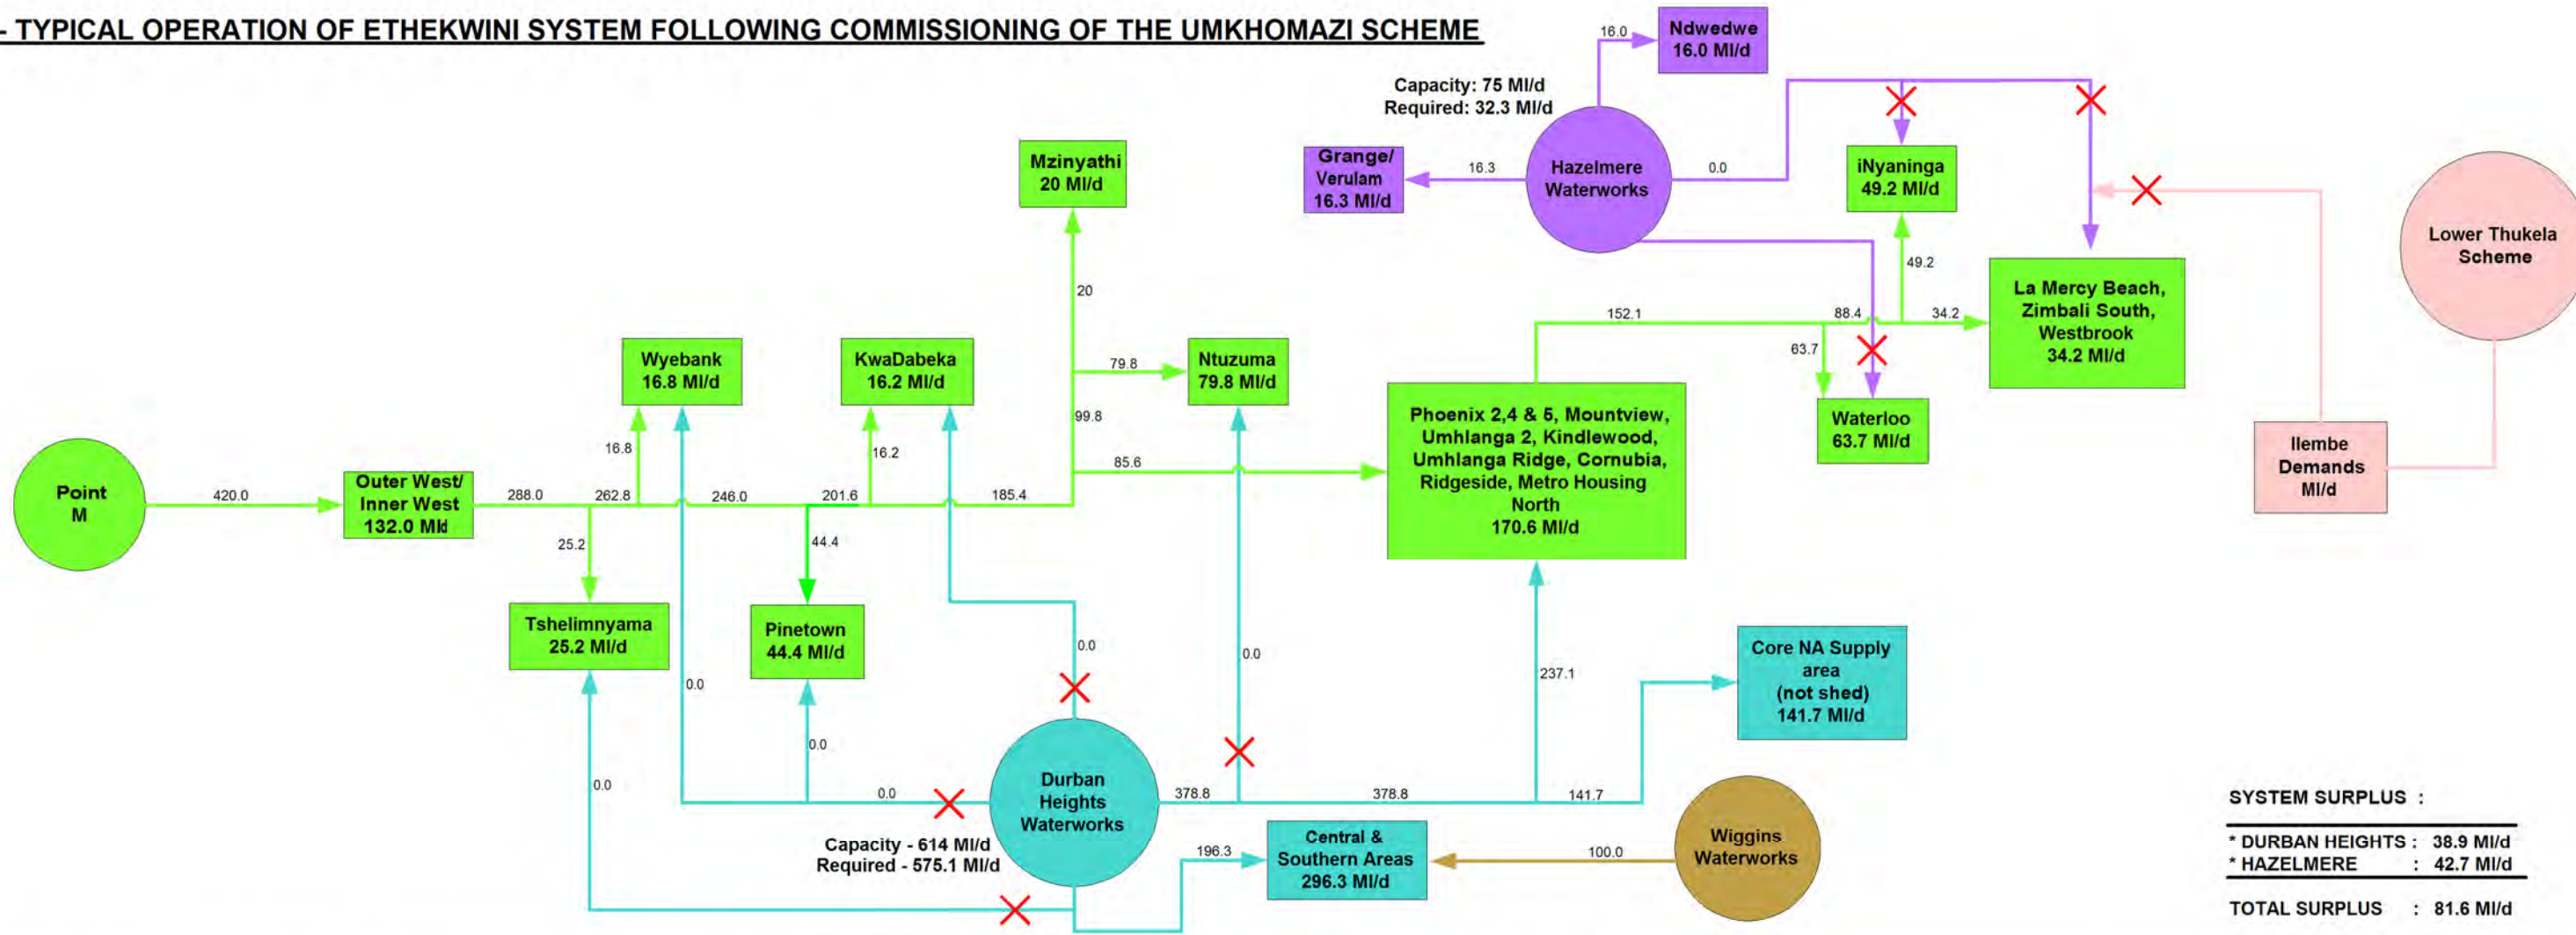 - TYPICAL OPERATION OF ETHEKWINI SYSTEM FOLLOWING COMMISSIONING OF THE UMKHOMAZI SCHEME
16.0
Ndwedwe
16.0 Ml/d
Capacity: 75 Ml/d
Required: 32.3 Ml/d
Mzinyathi
20 Ml/d
Grange/
Verulam
16.3 Ml/d
16.3
Hazelmere
Waterworks
0.0
iNyaninga
49.2 Ml/d
Lower Thukela
Scheme
20
49.2
La Mercy Beach,
Zimbali South,
Westbrook
34.2 Ml/d
152.1
88.4
34.2
63.7
Wyebank
16.8 Ml/d
KwaDabeka
16.2 Ml/d
79.8
Ntuzuma
79.8 Ml/d
99.8
Phoenix 2,4 & 5, Mountview,
Umhlanga 2, Kindlewood,
Umhlanga Ridge, Cornubia,
Ridgeside, Metro Housing
North
170.6 Ml/d
Waterloo
63.7 Ml/d
Ilembe
Demands
Ml/d
16.8
16.2
85.6
Point
M
420.0
Outer West/
Inner West
132.0 Mld
288.0
262.8
246.0
201.6
185.4
25.2
44.4
Tshelimnyama
25.2 Ml/d
Pinetown
44.4 Ml/d
0.0
0.0
0.0
237.1
Core NA Supply
area
(not shed)
141.7 Ml/d
0.0
0.0
0.0
Durban
Heights
Waterworks
378.8
378.8
141.7
Capacity - 614 Ml/d
Required - 575.1 Ml/d
196.3
Central &
Southern Areas
296.3 Ml/d
100.0
Wiggins
Waterworks
SYSTEM SURPLUS :
* DURBAN HEIGHTS : 38.9 Ml/d
* HAZELMERE : 42.7 Ml/d
TOTAL SURPLUS : 81.6 Ml/d